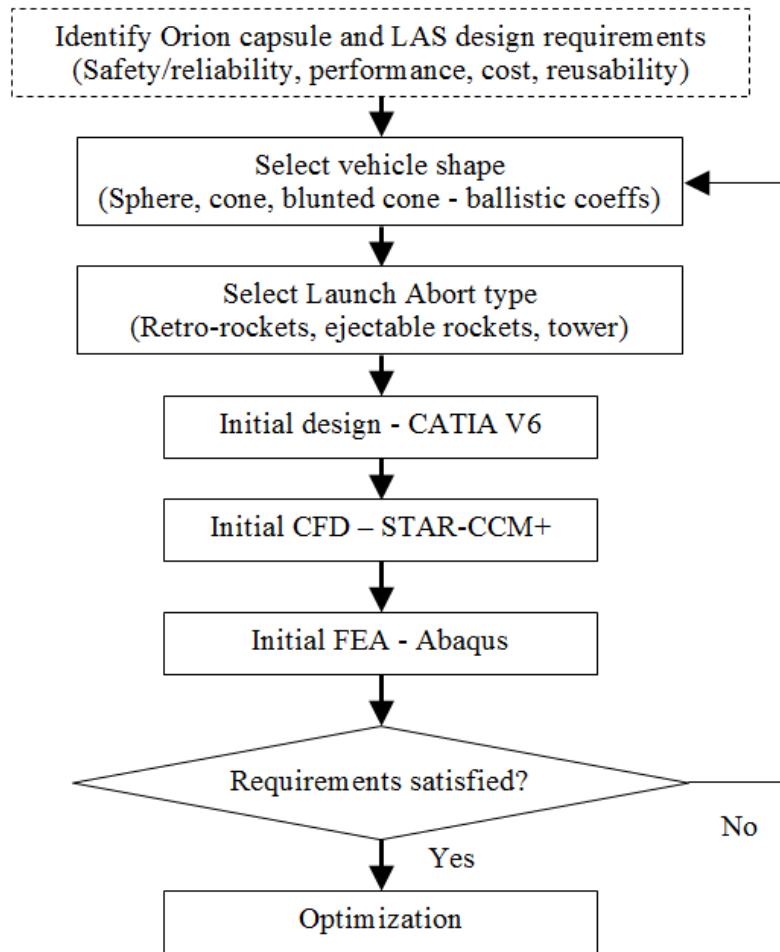 Identify Orion capsule and LAS design requirements
(Safety/reliability, performance, cost, reusability)
Select vehicle shape
(Sphere, cone, blunted cone - ballistic coeffs)
Select Launch Abort type
(Retro-rockets, ejectable rockets, tower)
Initial design - CATIA V6
Initial CFD – STAR-CCM+
Initial FEA - Abaqus
Requirements satisfied?
No
Yes
Optimization